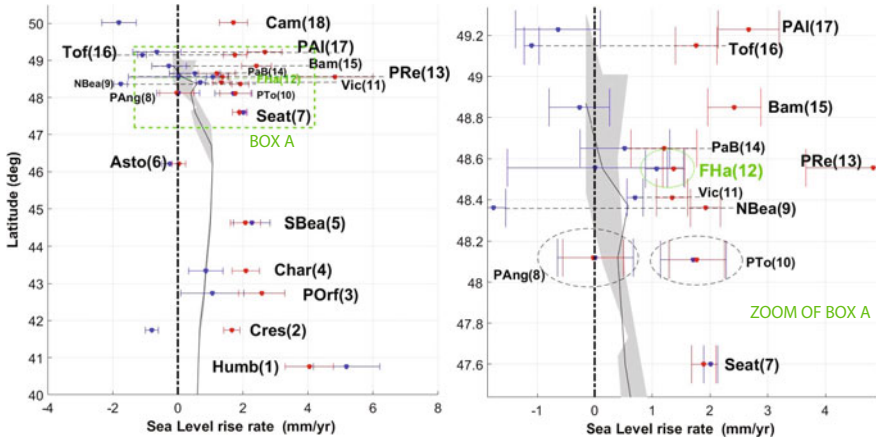 50
49
48
47
46
45
44
43
42
41
40
Latitude (deg)
-4
-2
0
2
4
6
8
Sea Level rise rate (mm/yr)
Cam(18)
Tof(16)
PAl(17)
Bam(15)
PaB(14)
PRe(13)
FHa(12)
NBea(9)
Vic(11)
PAng(8)
PTo(10)
Seat(7)
BOX A
Asto(6)
SBea(5)
Char(4)
POrf(3)
Cres(2)
Humb(1)
49.2
49
48.8
48.6
48.4
48.2
48
47.8
47.6
-1
0
1
2
3
4
Sea Level rise rate (mm/yr)
PAl(17)
Tof(16)
Bam(15)
PaB(14)
PRe(13)
FHa(12)
Vic(11)
NBea(9)
PAng(8)
PTo(10)
ZOOM OF BOX A
Seat(7)